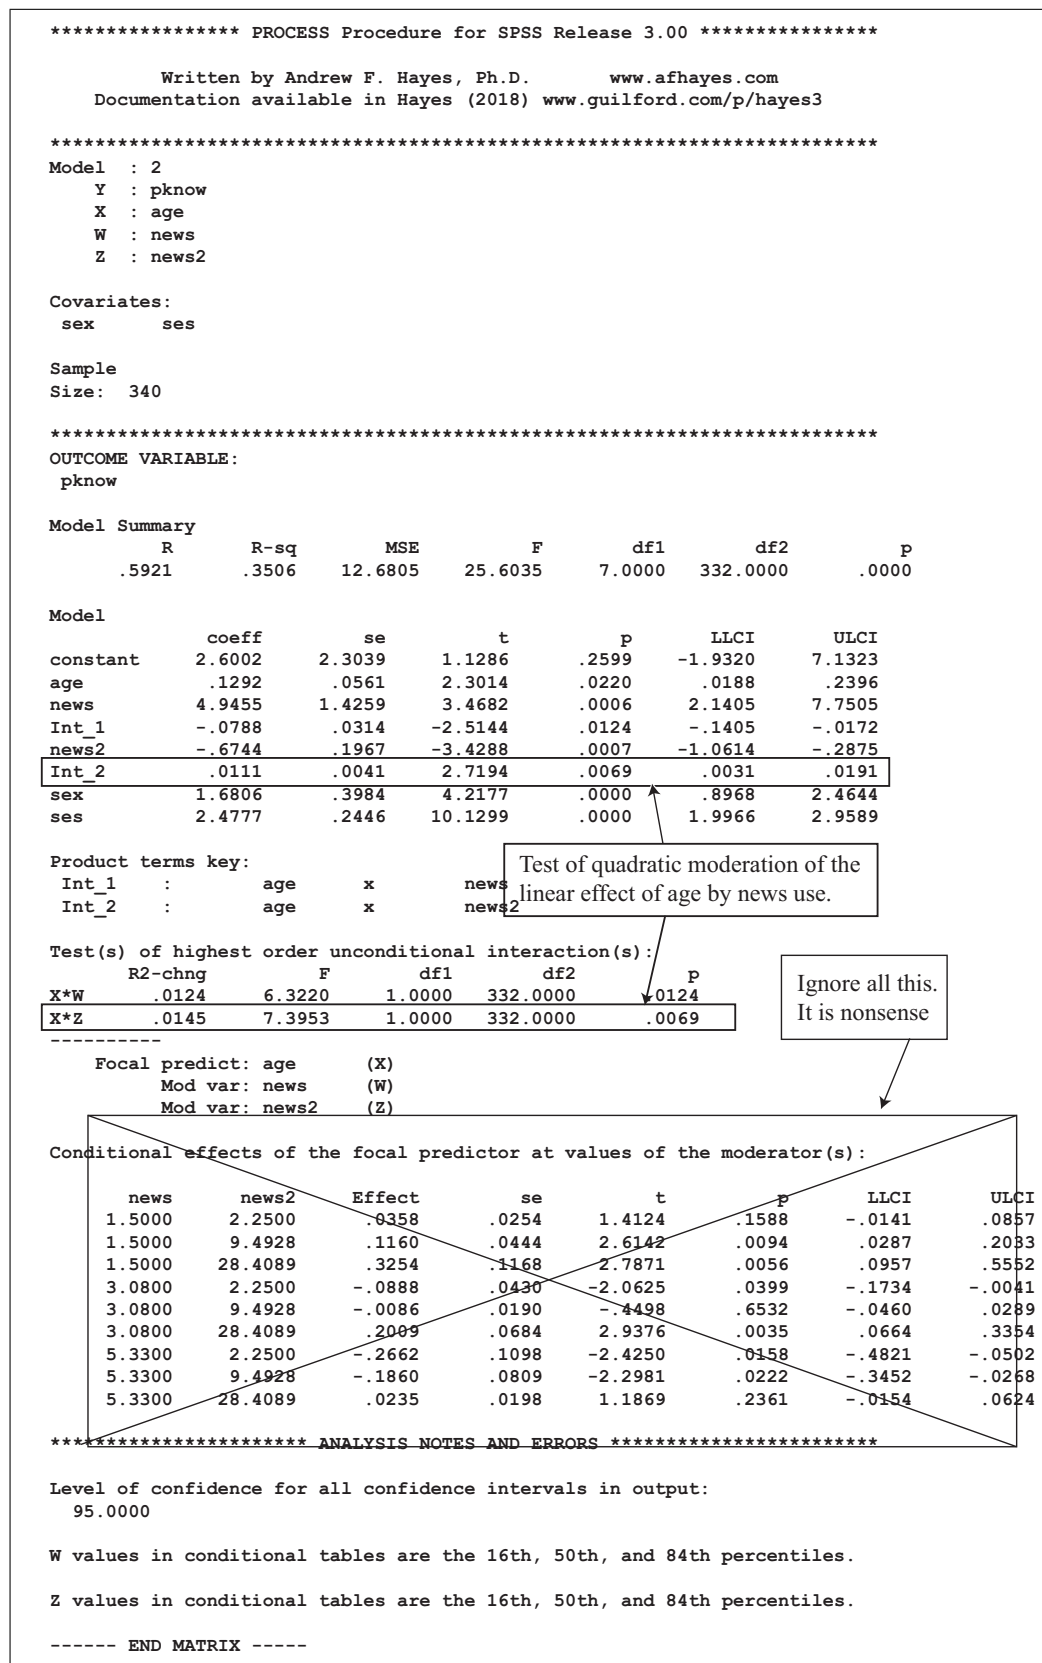 ***************** PROCESS Procedure for SPSS Release 3.00 ****************
Written by Andrew F. Hayes, Ph.D. www.afhayes.com
Documentation available in Hayes (2018) www.guilford.com/p/hayes3
**************************************************************************
Model : 2
Y : pknow
X : age
W : news
Z : news2
Covariates:
sex ses
Sample
Size: 340
**************************************************************************
OUTCOME VARIABLE:
pknow
Model Summary
R R-sq MSE F df1 df2 p
.5921 .3506 12.6805 25.6035 7.0000 332.0000 .0000
Model
coeff se t p LLCI ULCI
constant 2.6002 2.3039 1.1286 .2599 -1.9320 7.1323
age .1292 .0561 2.3014 .0220 .0188 .2396
news 4.9455 1.4259 3.4682 .0006 2.1405 7.7505
Int_1 -.0788 .0314 -2.5144 .0124 -.1405 -.0172
news2 -.6744 .1967 -3.4288 .0007 -1.0614 -.2875
Int_2 .0111 .0041 2.7194 .0069 .0031 .0191
sex 1.6806 .3984 4.2177 .0000 .8968 2.4644
ses 2.4777 .2446 10.1299 .0000 1.9966 2.9589
Product terms key:
Int_1 : age x news
Int_2 : age x news2
Test of quadratic moderation of the
linear effect of age by news use.
Test(s) of highest order unconditional interaction(s):
R2-chng F df1 df2 p
X*W .0124 6.3220 1.0000 332.0000 .0124
X*Z .0145 7.3953 1.0000 332.0000 .0069
----------
Ignore all this.
It is nonsense
Focal predict: age (X)
Mod var: news (W)
Mod var: news2 (Z)
Conditional effects of the focal predictor at values of the moderator(s):
news news2 Effect se t p LLCI ULCI
1.5000 2.2500 .0358 .0254 1.4124 .1588 -.0141 .0857
1.5000 9.4928 .1160 .0444 2.6142 .0094 .0287 .2033
1.5000 28.4089 .3254 .1168 2.7871 .0056 .0957 .5552
3.0800 2.2500 -.0888 .0430 -2.0625 .0399 -.1734 -.0041
3.0800 9.4928 -.0086 .0190 -.4498 .6532 -.0460 .0289
3.0800 28.4089 .2009 .0684 2.9376 .0035 .0664 .3354
5.3300 2.2500 -.2662 .1098 -2.4250 .0158 -.4821 -.0502
5.3300 9.4928 -.1860 .0809 -2.2981 .0222 -.3452 -.0268
5.3300 28.4089 .0235 .0198 1.1869 .2361 -.0154 .0624
*********************** ANALYSIS NOTES AND ERRORS ************************
Level of confidence for all confidence intervals in output:
95.0000
W values in conditional tables are the 16th, 50th, and 84th percentiles.
Z values in conditional tables are the 16th, 50th, and 84th percentiles.
------ END MATRIX -----